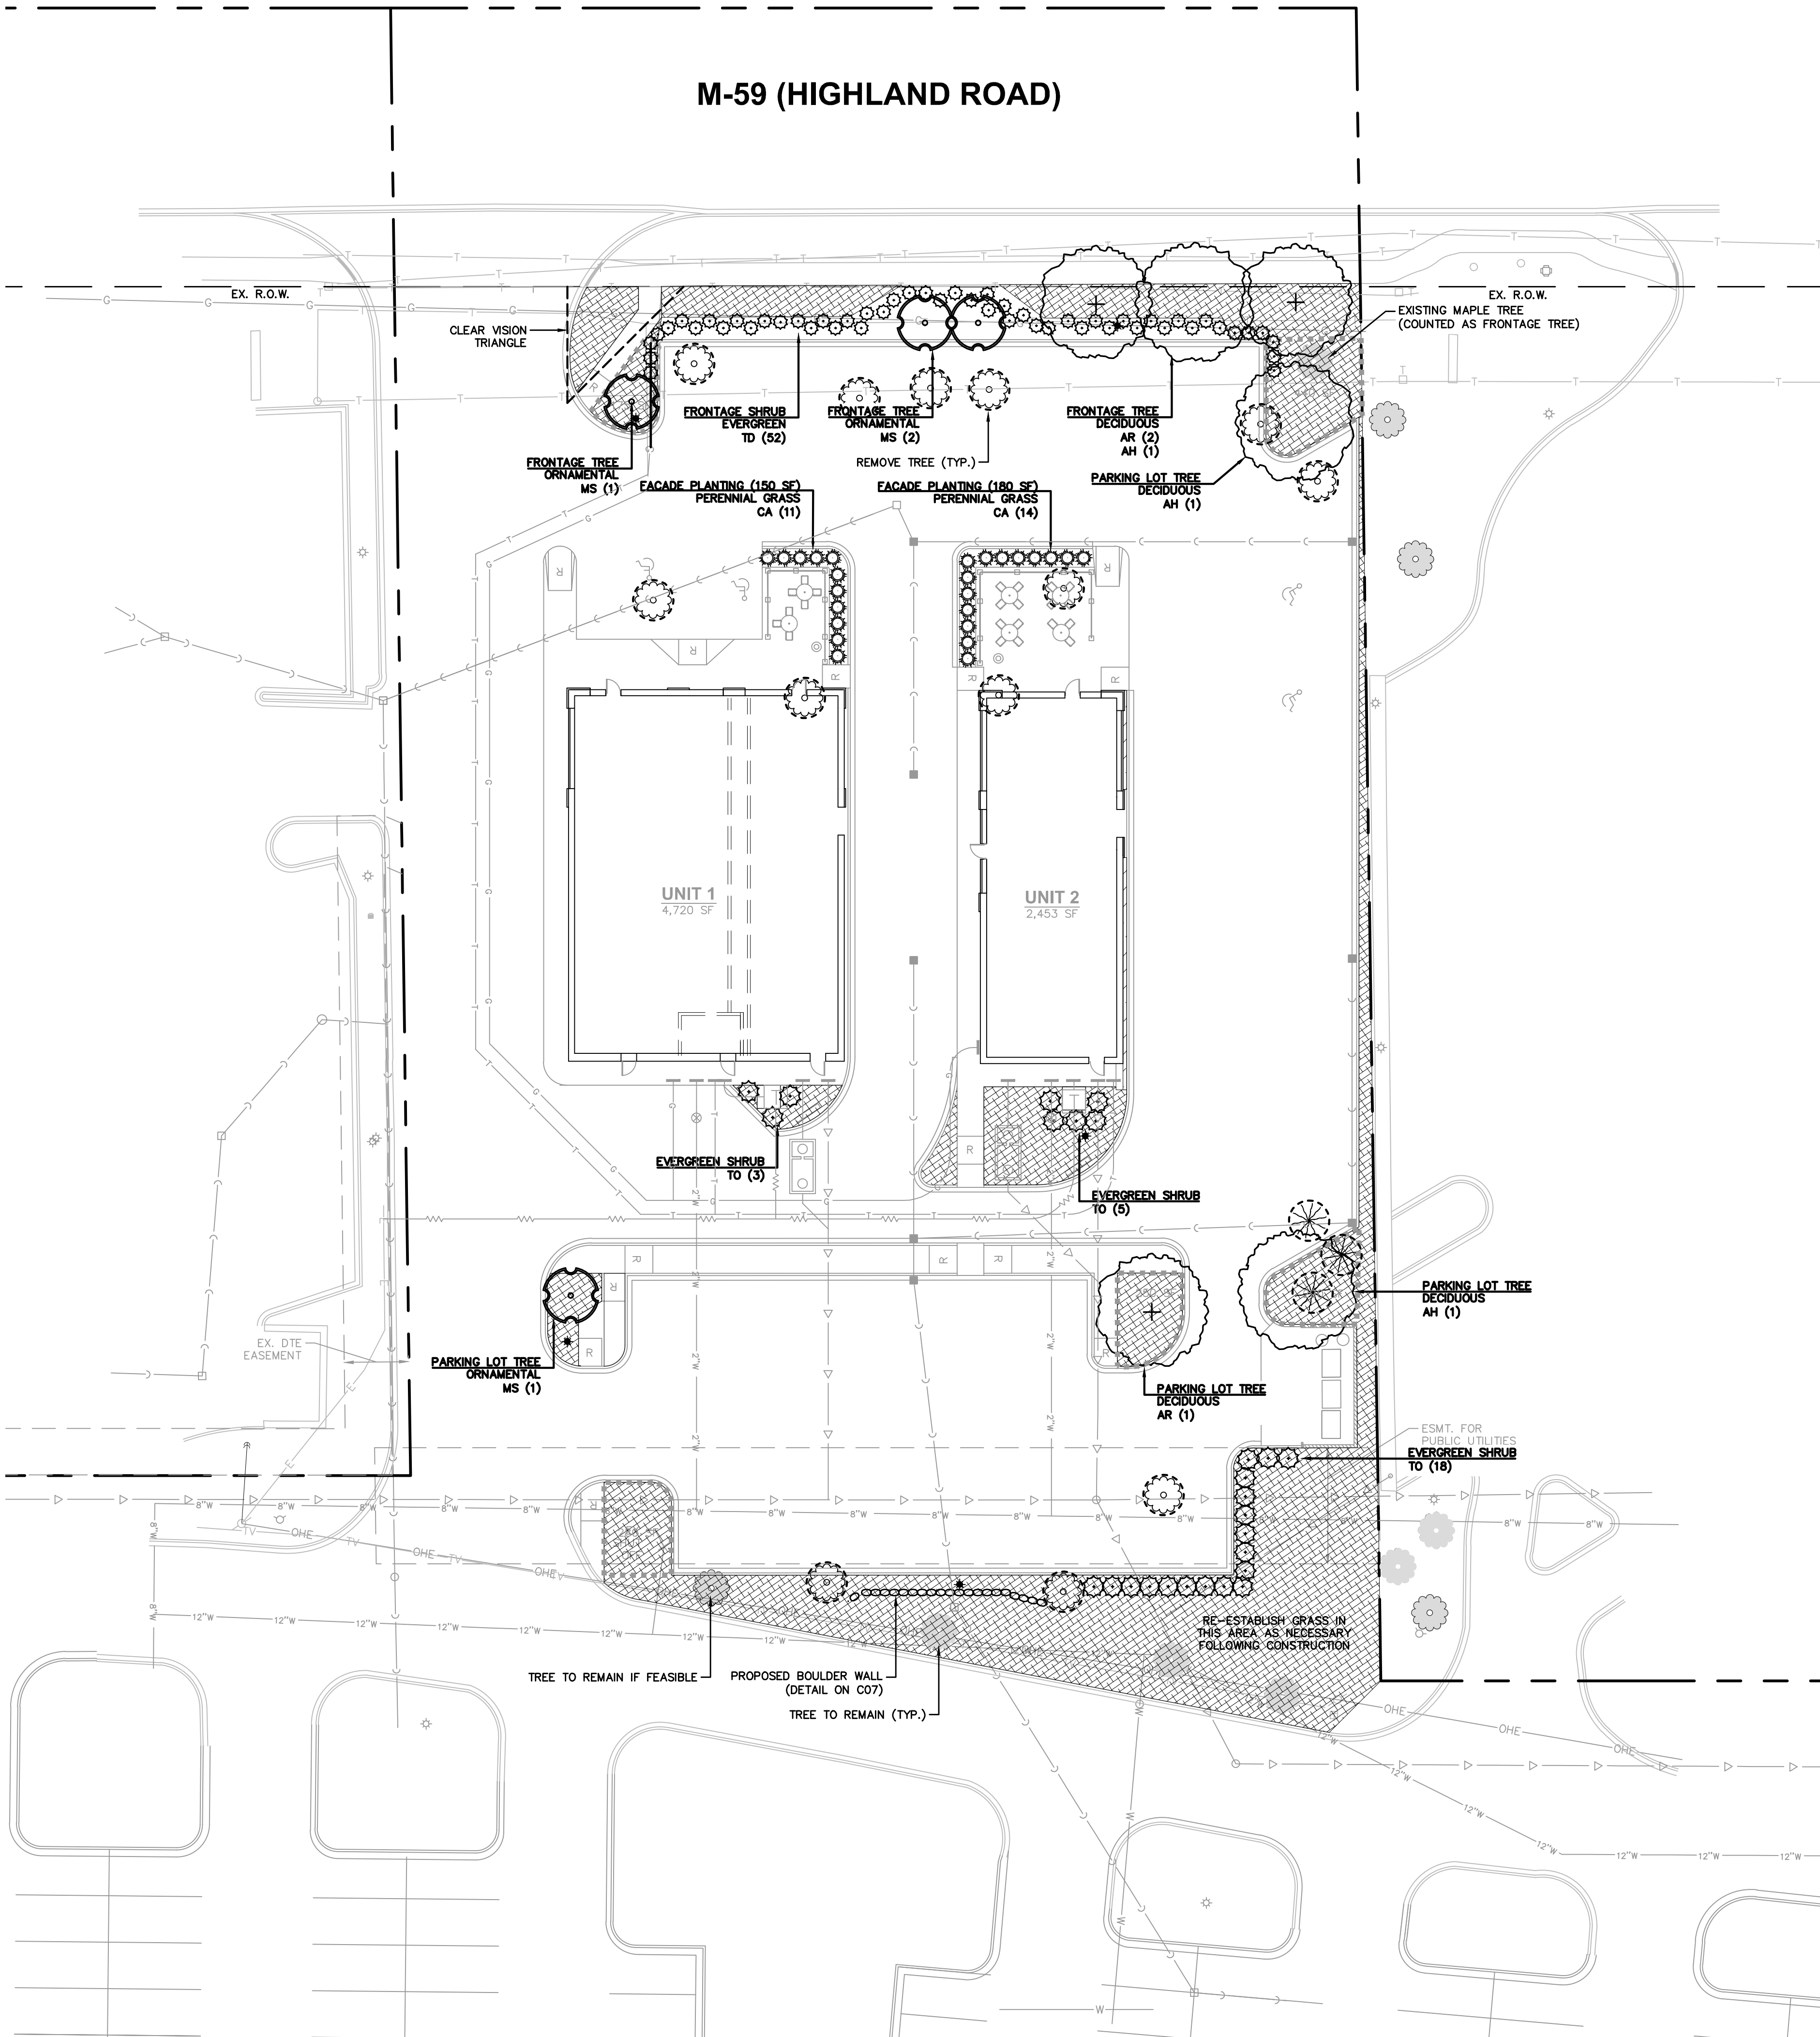 M-59 (HIGHLAND ROAD)
EX. R.O.W.
EX. R.O.W.
CLEAR VISION
TRIANGLE
EXISTING MAPLE TREE
(COUNTED AS FRONTAGE TREE)
FRONTAGE SHRUB
EVERGREEN
TD (52)
FRONTAGE TREE
ORNAMENTAL
MS (2)
FRONTAGE TREE
DECIDUOUS
AR (2)
AH (1)
REMOVE TREE (TYP.)
FRONTAGE TREE
ORNAMENTAL
MS (1)
PARKING LOT TREE
DECIDUOUS
AH (1)
FACADE PLANTING (150 SF)
PERENNIAL GRASS
CA (11)
FACADE PLANTING (180 SF)
PERENNIAL GRASS
CA (14)
UNIT 1
4,720 SF
UNIT 2
2,453 SF
EVERGREEN SHRUB
TO (3)
EVERGREEN SHRUB
TO (5)
PARKING LOT TREE
DECIDUOUS
AH (1)
EX. DTE
EASEMENT
PARKING LOT TREE
ORNAMENTAL
MS (1)
PARKING LOT TREE
DECIDUOUS
AR (1)
ESMT. FOR
PUBLIC UTILITIES
EVERGREEN SHRUB
TO (18)
RE-ESTABLISH GRASS IN
THIS AREA AS NECESSARY
FOLLOWING CONSTRUCTION
TREE TO REMAIN IF FEASIBLE
PROPOSED BOULDER WALL
(DETAIL ON C07)
TREE TO REMAIN (TYP.)